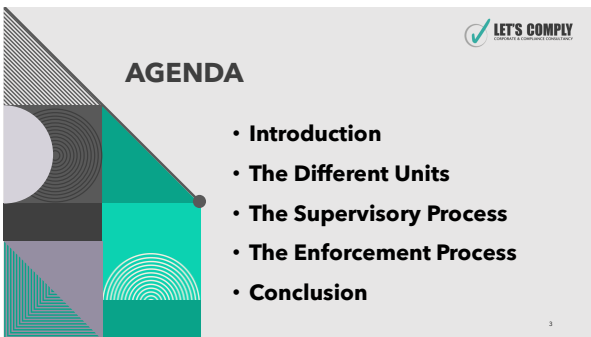 LET'S COMPLY
CORPORATE & COMPLIANCE CONSULTANCY
AGENDA
• Introduction
• The Different Units
• The Supervisory Process
• The Enforcement Process
• Conclusion
3